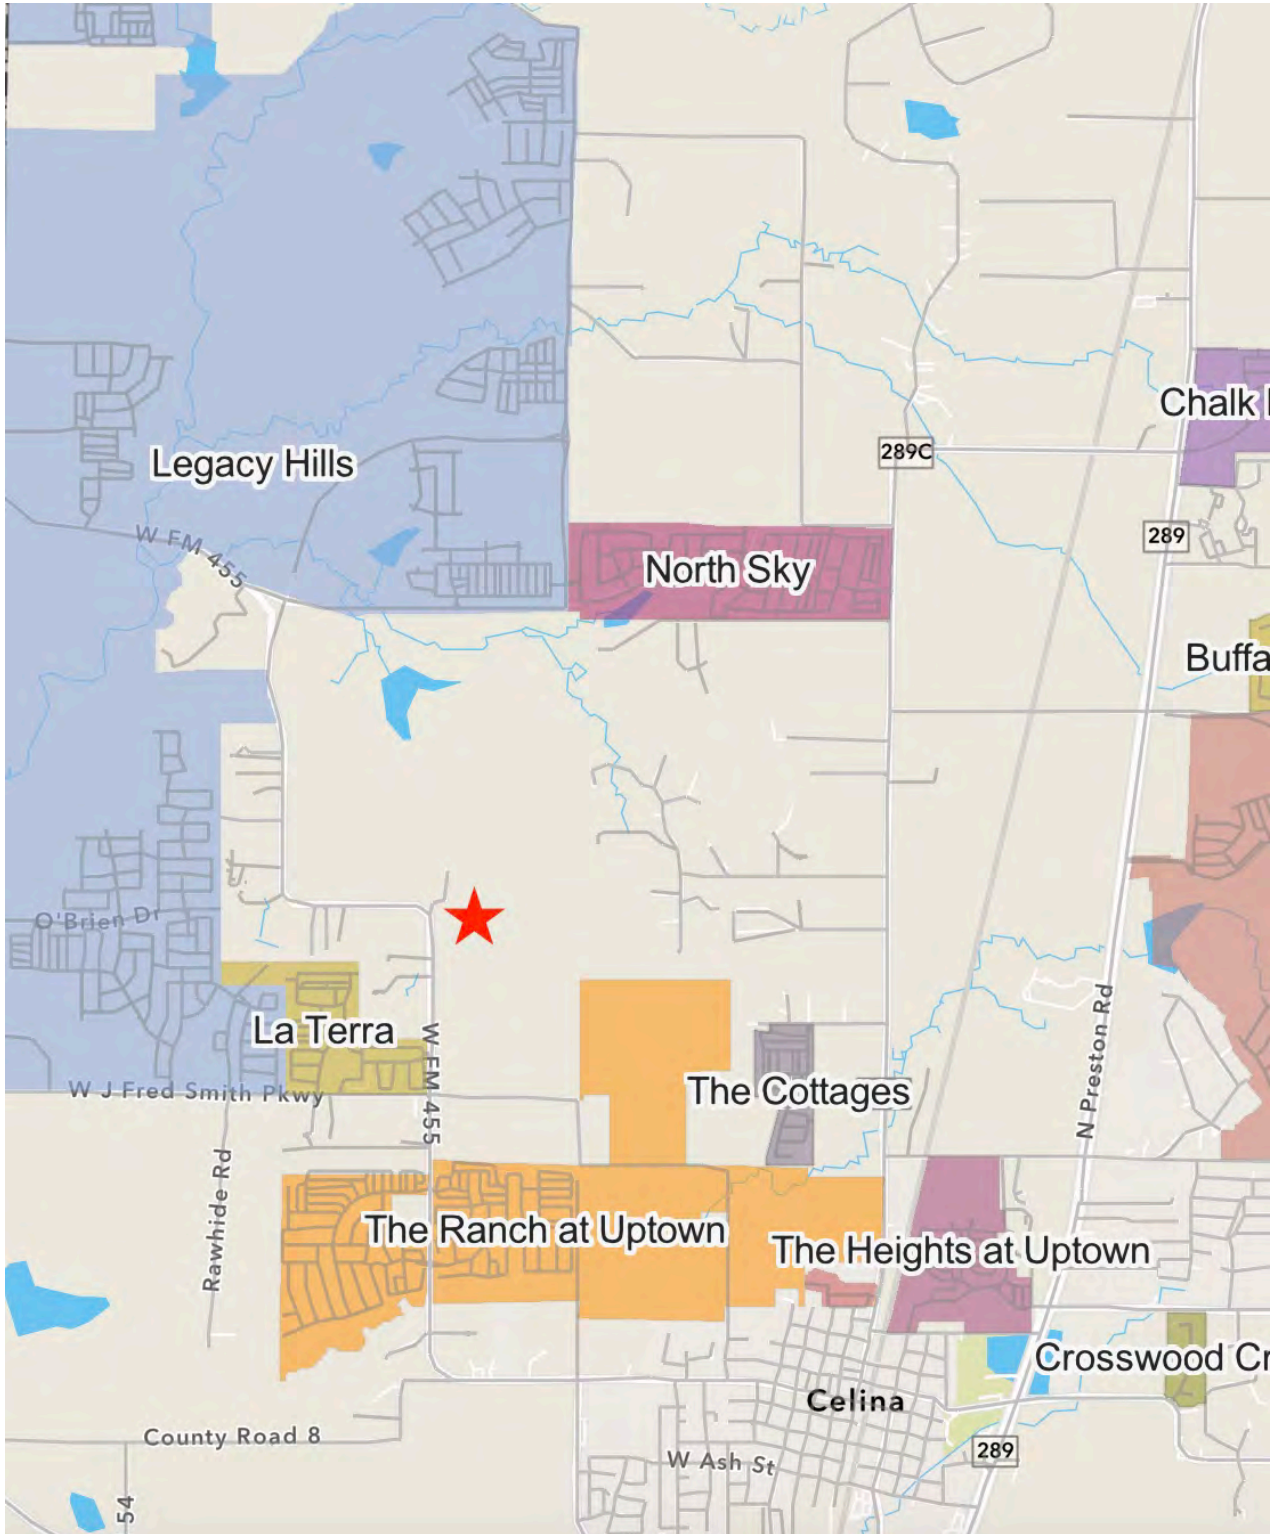 Chalk
289C
Legacy Hills
289
W FM 455
North Sky
Buffa
O'Brien Dr
La Terra
W FM 455
N Preston Rd
W J Fred Smith Pkwy
The Cottages
Rawhide Rd
The Ranch at Uptown
The Heights at Uptown
Crosswood Cr
Celina
County Road 8
289
W Ash St
54